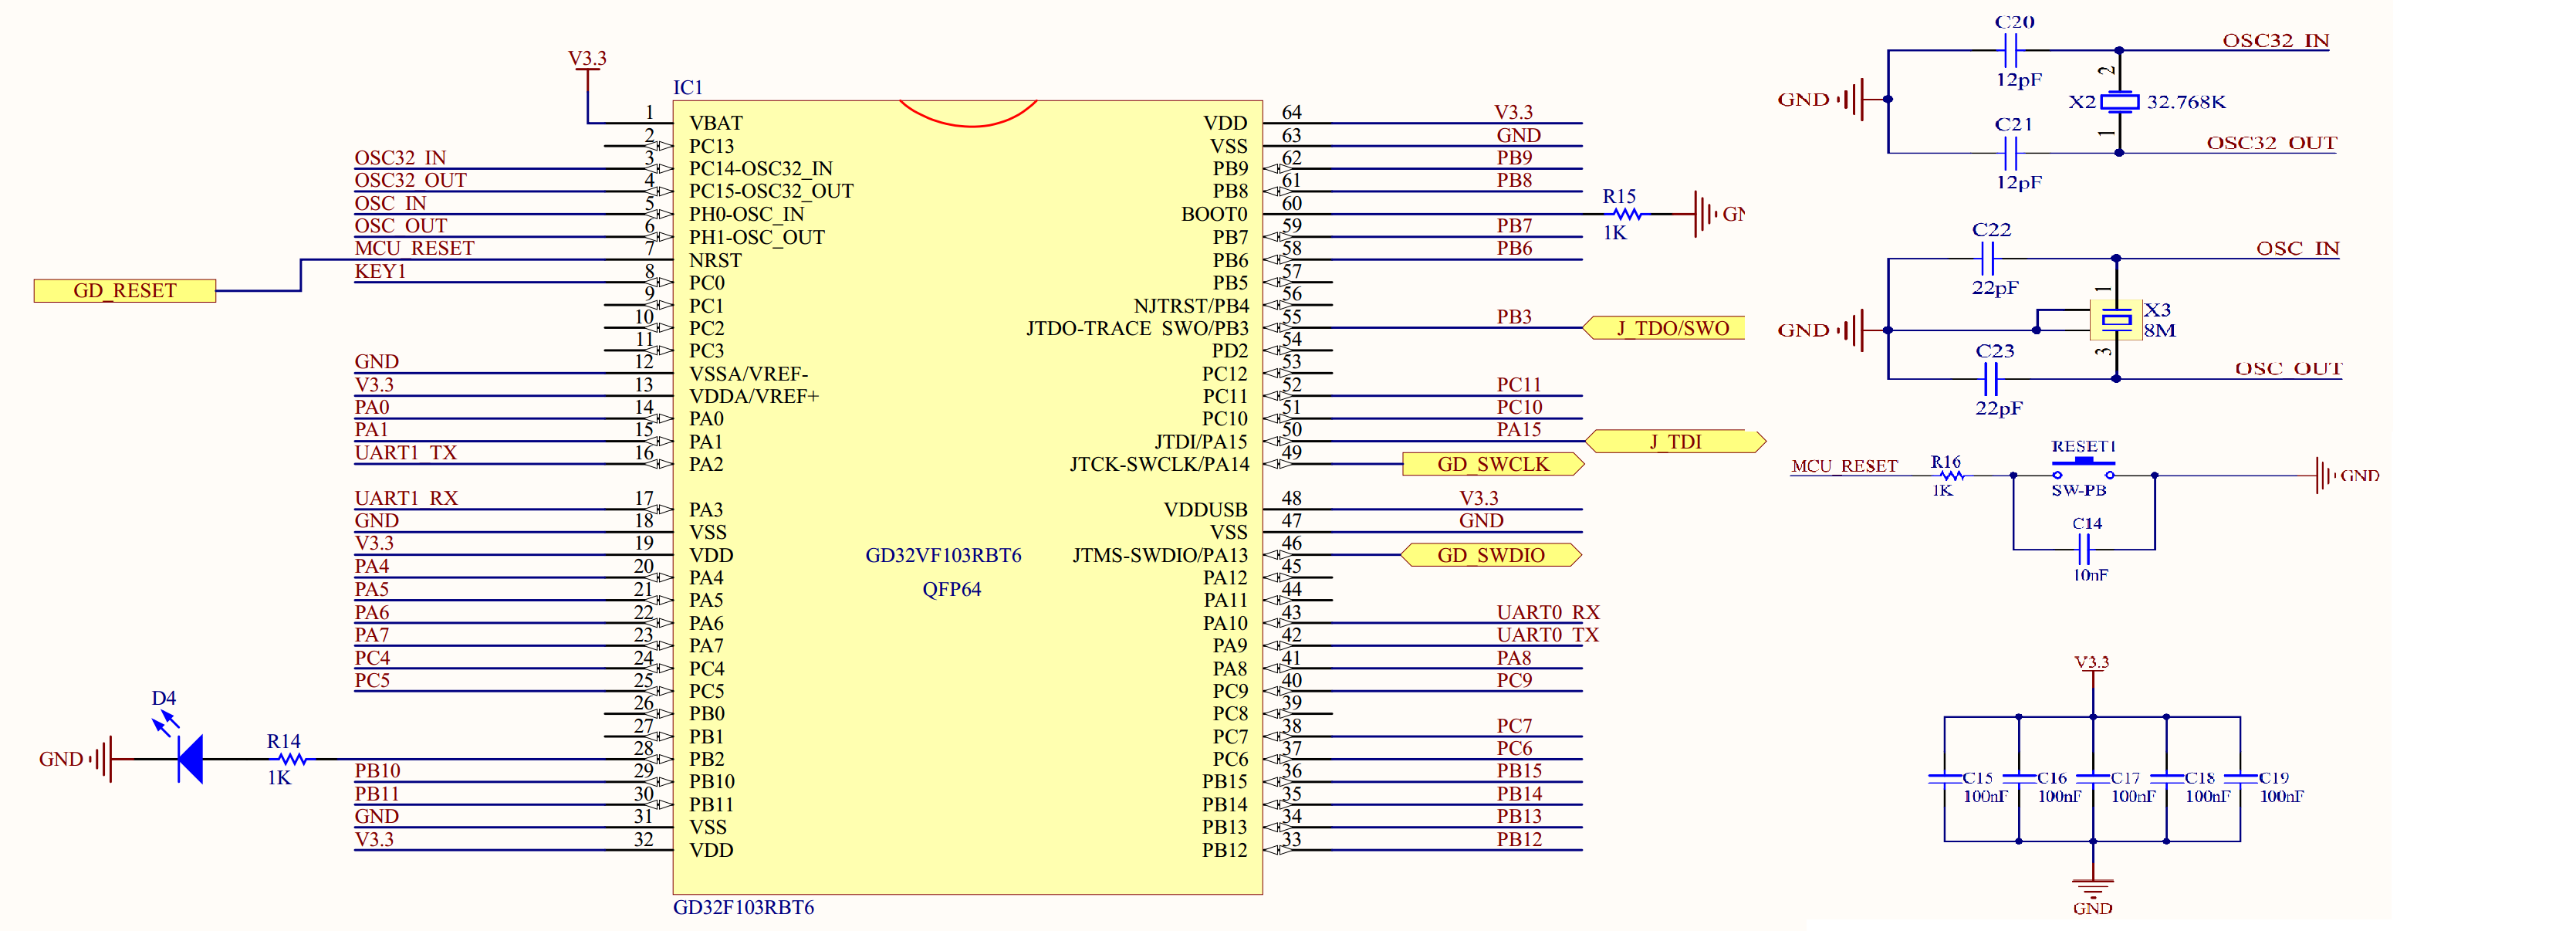 V3.3
IC1
GD_RESET
OSC32_IN
OSC32_OUT
OSC_IN
OSC_OUT
MCU_RESET
KEY1
GND
V3.3
PA0
PA1
UART1_TX
UART1_RX
GND
V3.3
PA4
PA5
PA6
PA7
PC4
PC5
D4
GND
R14
1K
PB10
PB11
GND
V3.3
1 VBAT
2 PC13
3 PC14-OSC32_IN
4 PC15-OSC32_OUT
5 PH0-OSC_IN
6 PH1-OSC_OUT
7 NRST
8 PC0
9 PC1
10 PC2
11 PC3
12 VSSA/VREF-
13 VDDA/VREF+
14 PA0
15 PA1
16 PA2
17 PA3
18 VSS
19 VDD
20 PA4
21 PA5
22 PA6
23 PA7
24 PC4
25 PC5
26 PB0
27 PB1
28 PB2
29 PB10
30 PB11
31 VSS
32 VDD
GD32VF103RBT6
QFP64
GD32F103RBT6
VDD 64 V3.3
VSS 63 GND
PB9 62 PB9
PB8 61 PB8
BOOT0 60
R15
1K
PB7 59 PB7
PB6 58 PB6
PB5 57
NJTRST/PB4 56
JTDO-TRACE SWO/PB3 55 PB3 J_TDO/SWO
PD2 54
PC12 53
PC11 52 PC11
PC10 51 PC10
JTDI/PA15 50 PA15 J_TDI
JTCK-SWCLK/PA14 49 GD_SWCLK
VDDUSB 48 V3.3
VSS 47 GND
JTMS-SWDIO/PA13 46 GD_SWDIO
PA12 45
PA11 44
PA10 43 UART0_RX
PA9 42 UART0_TX
PA8 41 PA8
PC9 40 PC9
PC8 39
PC7 38 PC7
PC6 37 PC6
PB15 36 PB15
PB14 35 PB14
PB13 34 PB13
PB12 33 PB12
C20
12pF
OSC32_IN
GND
2
X2 32.768K
1
C21
12pF
OSC32_OUT
C22
22pF
OSC_IN
1
GND
X3
8M
3
C23
22pF
OSC_OUT
MCU_RESET
R16
1K
RESET1
SW-PB
GND
C14
10nF
V3.3
C15 C16 C17 C18 C19
100nF 100nF 100nF 100nF 100nF
GND